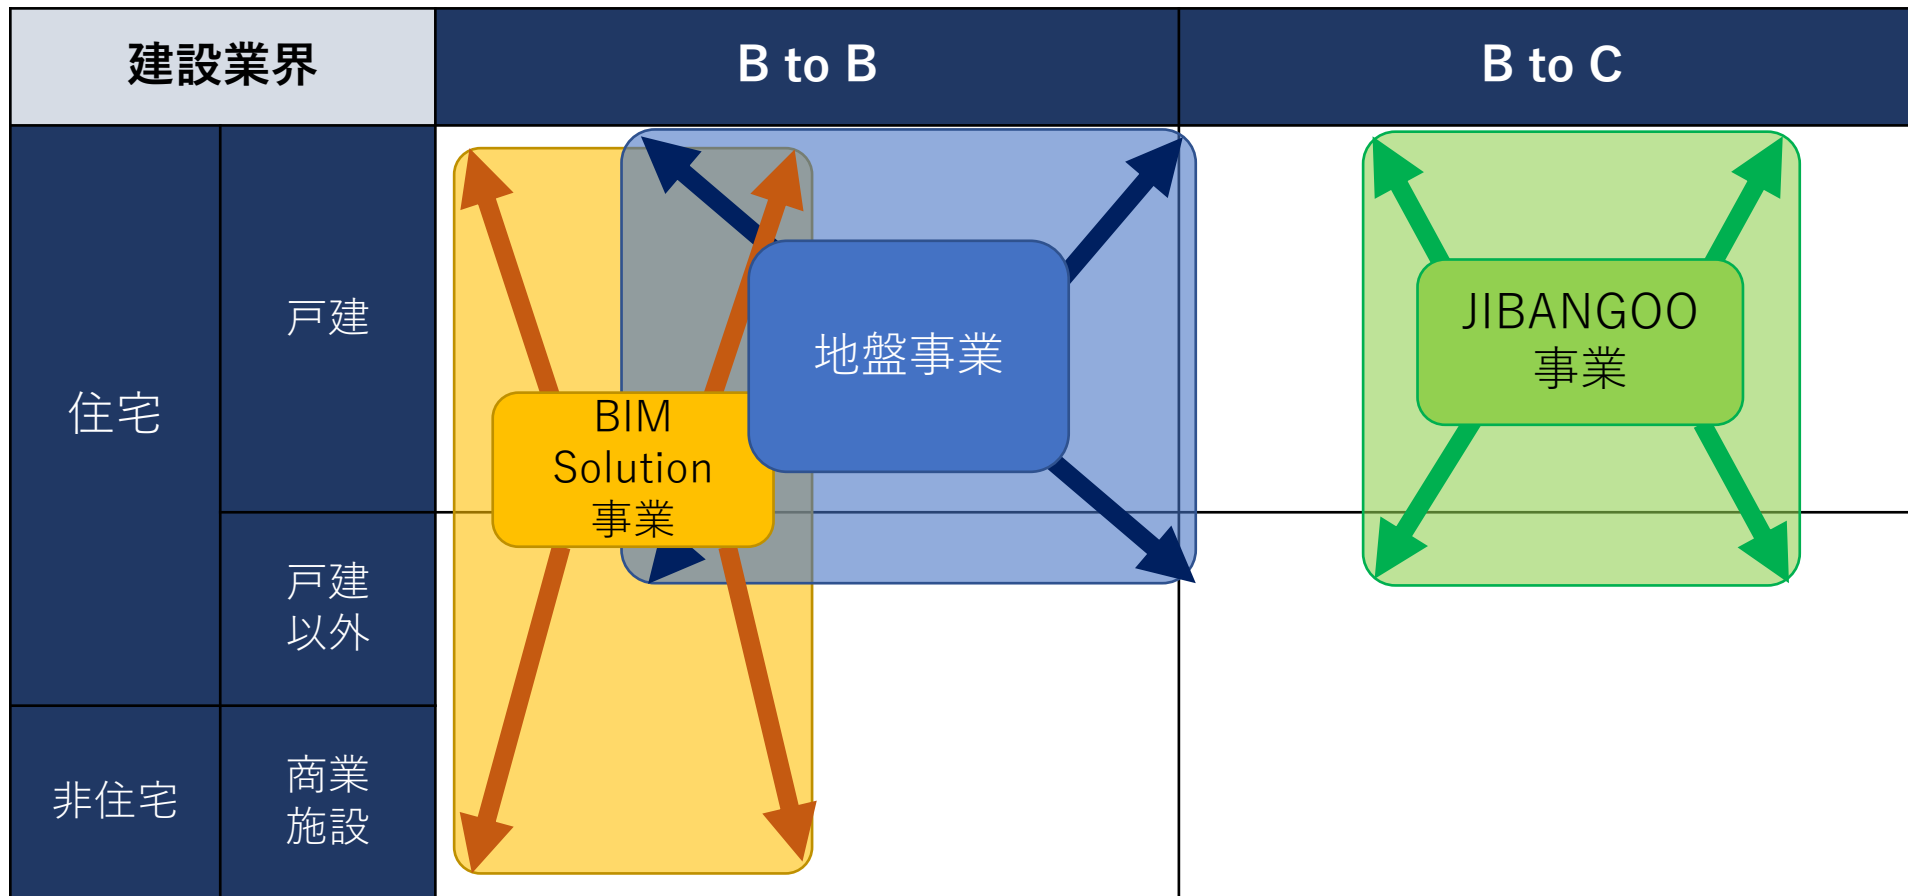 建設業界
B to B
B to C
住宅
戸建
戸建
以外
非住宅
商業
施設
BIM
Solution
事業
地盤事業
JIBANGOO
事業